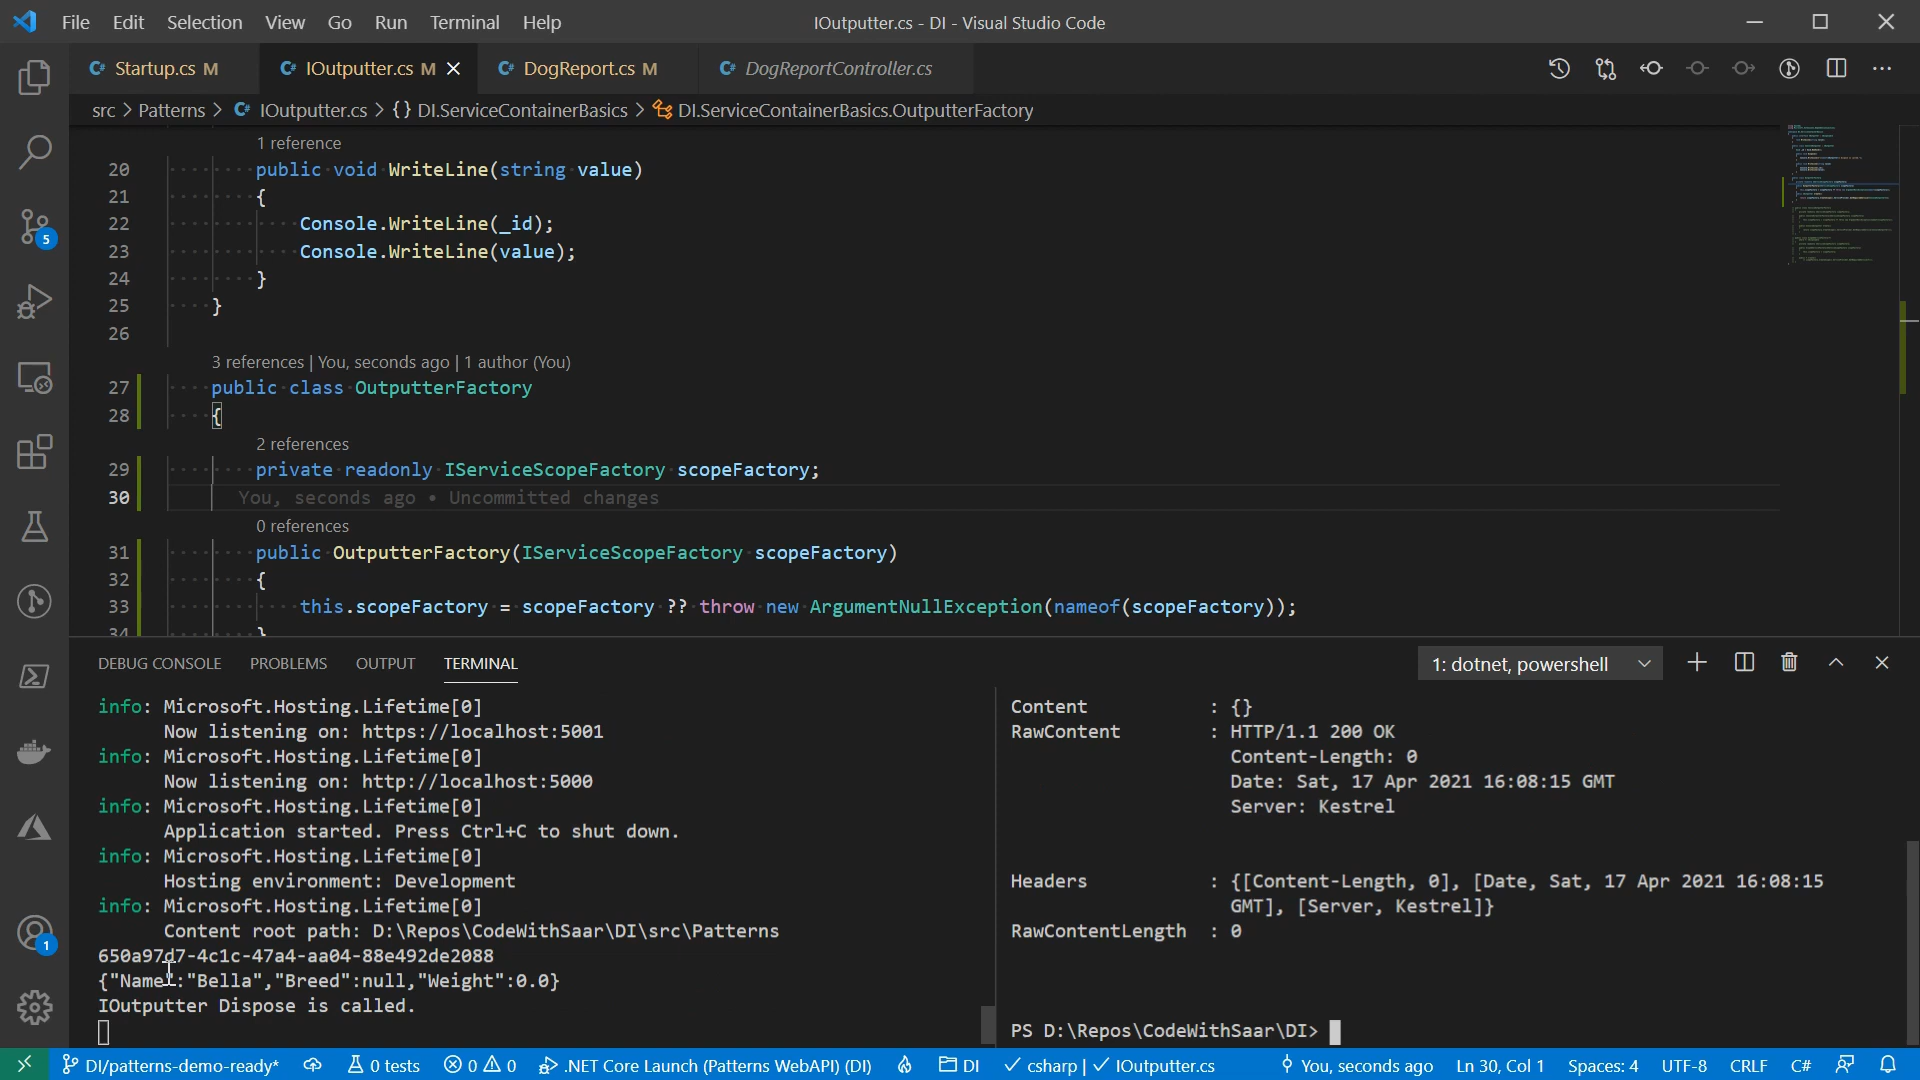 File Edit Selection View Go Run Terminal Help IOutputter.cs - DI - Visual Studio Code
C# Startup.cs M C# IOutputter.cs M C# DogReport.cs M C# DogReportController.cs
src > Patterns > C# IOutputter.cs > {} DI.ServiceContainerBasics > DI.ServiceContainerBasics.OutputterFactory
1 reference
20 public void WriteLine(string value)
21 {
22 Console.WriteLine(_id);
23 Console.WriteLine(value);
24 }
25 }
26
3 references | You, seconds ago | 1 author (You)
27 public class OutputterFactory
28 {
2 references
29 private readonly IServiceScopeFactory scopeFactory;
30 You, seconds ago • Uncommitted changes
0 references
31 public OutputterFactory(IServiceScopeFactory scopeFactory)
32 {
33 this.scopeFactory = scopeFactory ?? throw new ArgumentNullException(nameof(scopeFactory));
34 }
5
1
DEBUG CONSOLE PROBLEMS OUTPUT TERMINAL 1: dotnet, powershell
info: Microsoft.Hosting.Lifetime[0]
Now listening on: https://localhost:5001
info: Microsoft.Hosting.Lifetime[0]
Now listening on: http://localhost:5000
info: Microsoft.Hosting.Lifetime[0]
Application started. Press Ctrl+C to shut down.
info: Microsoft.Hosting.Lifetime[0]
Hosting environment: Development
info: Microsoft.Hosting.Lifetime[0]
Content root path: D:\Repos\CodeWithSaar\DI\src\Patterns
650a97d7-4c1c-47a4-aa04-88e492de2088
{"Name":"Bella","Breed":null,"Weight":0.0}
IOutputter Dispose is called.
Content : {}
RawContent : HTTP/1.1 200 OK
Content-Length: 0
Date: Sat, 17 Apr 2021 16:08:15 GMT
Server: Kestrel
Headers : {[Content-Length, 0], [Date, Sat, 17 Apr 2021 16:08:15
GMT], [Server, Kestrel]}
RawContentLength : 0
PS D:\Repos\CodeWithSaar\DI>
DI/patterns-demo-ready* 0 tests 0 0 .NET Core Launch (Patterns WebAPI) (DI) DI csharp | IOutputter.cs You, seconds ago Ln 30, Col 1 Spaces: 4 UTF-8 CRLF C#